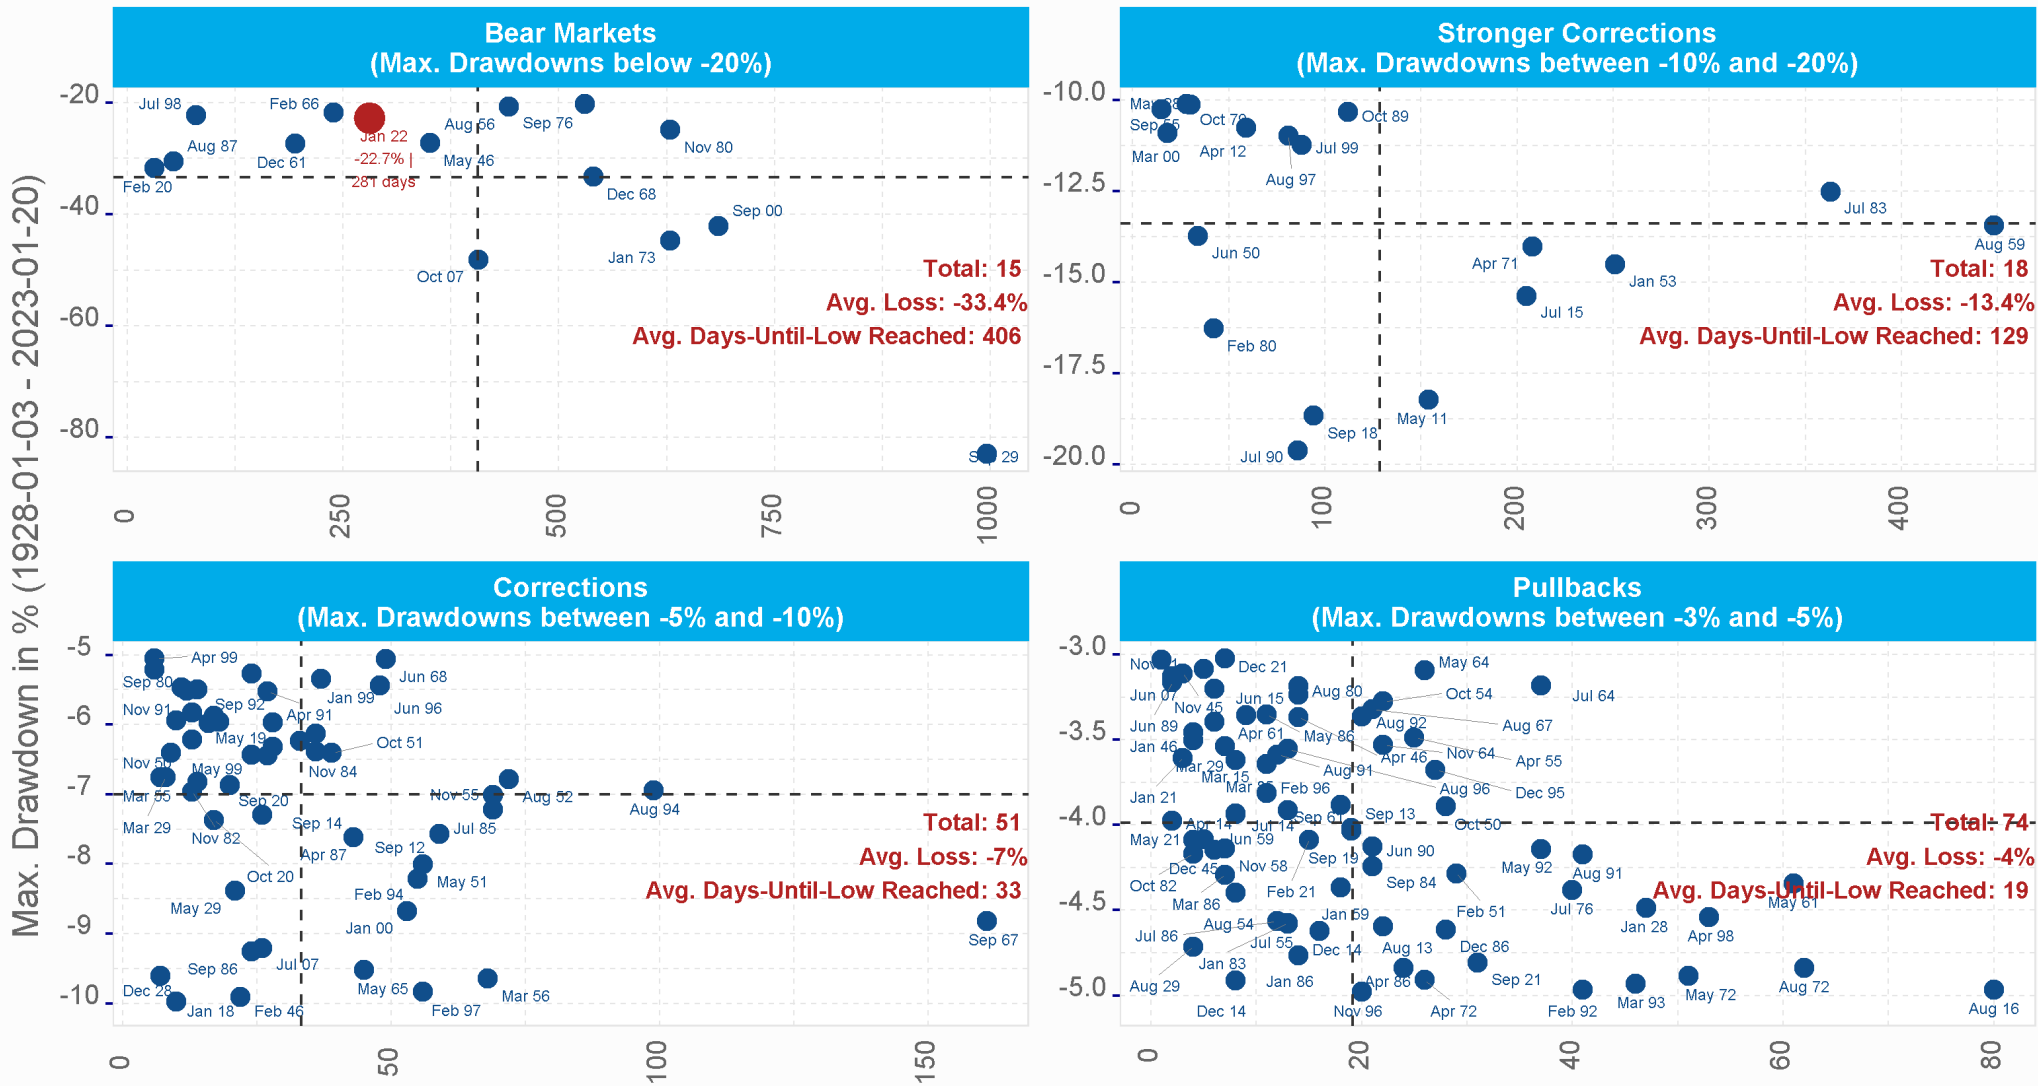 Max. Drawdown in % (1928-01-03 - 2023-01-20)
Bear Markets
(Max. Drawdowns below -20%)
-20
-40
-60
-80
Jul 98
Feb 66
Aug 87
Dec 61
Feb 20
Jan 22
-22.7% |
281 days
Aug 56
May 46
Sep 76
Nov 80
Dec 68
Sep 00
Jan 73
Oct 07
Sep 29
Total: 15
Avg. Loss: -33.4%
Avg. Days-Until-Low Reached: 406
0
250
500
750
1000
Stronger Corrections
(Max. Drawdowns between -10% and -20%)
-10.0
-12.5
-15.0
-17.5
-20.0
Sep 55
Oct 79
Oct 89
Mar 00
Apr 12
Jul 99
Aug 97
Jul 83
Aug 59
Jun 50
Apr 71
Jan 53
Jul 15
Feb 80
May 11
Sep 18
Jul 90
Total: 18
Avg. Loss: -13.4%
Avg. Days-Until-Low Reached: 129
0
100
200
300
400
Corrections
(Max. Drawdowns between -5% and -10%)
-5
-6
-7
-8
-9
-10
Apr 99
Sep 80
Jun 68
Jan 99
Sep 92
Nov 91
Jun 96
Apr 91
May 19
Oct 51
Nov 50
May 99
Nov 84
Mar 55
Sep 20
Nov 55
Aug 52
Aug 94
Mar 29
Nov 82
Sep 14
Jul 85
Apr 87
Sep 12
Oct 20
May 51
Feb 94
May 29
Jan 00
Sep 67
Sep 86
Jul 07
Dec 28
May 65
Mar 56
Jan 18
Feb 46
Feb 97
Total: 51
Avg. Loss: -7%
Avg. Days-Until-Low Reached: 33
0
50
100
150
Pullbacks
(Max. Drawdowns between -3% and -5%)
-3.0
-3.5
-4.0
-4.5
-5.0
Dec 21
May 64
Jun 07
Jun 15
Aug 80
Oct 54
Jul 64
Nov 45
Jun 89
Apr 61
May 86
Aug 92
Aug 67
Jan 46
Apr 46
Nov 64
Apr 55
Mar 29
Mar 15
Aug 91
Jan 21
Feb 96
Aug 96
Dec 95
Apr 14
Jul 14
Sep 61
Sep 13
Oct 50
May 21
Jun 59
Dec 45
Nov 58
Sep 19
Jun 90
May 92
Aug 91
Oct 82
Mar 86
Feb 21
Sep 84
Feb 51
Jul 76
May 61
Jul 86
Aug 54
Jan 59
Jan 28
Apr 98
Jul 55
Dec 14
Aug 13
Dec 86
Jan 83
Aug 29
Jan 86
Apr 86
Sep 21
Mar 93
May 72
Aug 72
Dec 14
Nov 96
Apr 72
Feb 92
Aug 16
Total: 74
Avg. Loss: -4%
Avg. Days-Until-Low Reached: 19
0
20
40
60
80